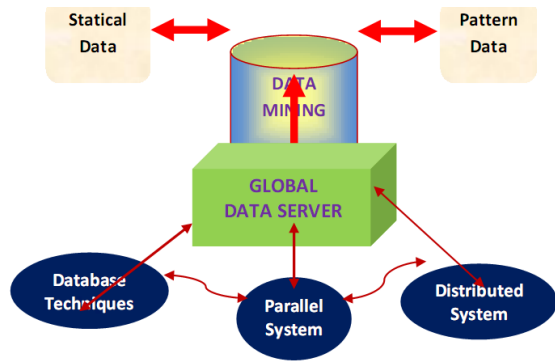 Statical
Data
Pattern
Data
DATA
MINING
GLOBAL
DATA SERVER
Database
Techniques
Parallel
System
Distributed
System